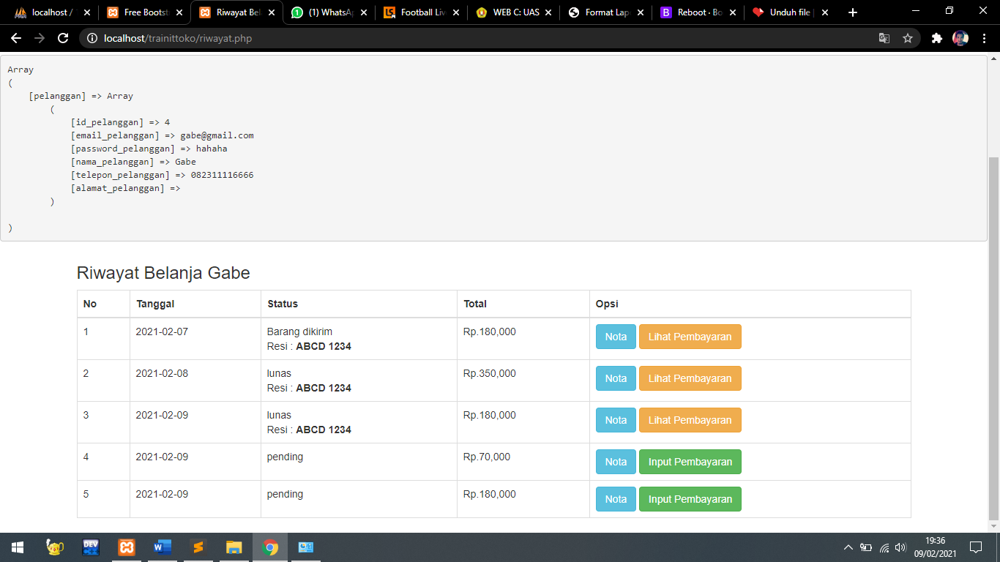 localhost /
Free Bootst
Riwayat Bel
(1) WhatsAp
Football Liv
WEB C: UAS
Format Lap
Reboot · Bo
Unduh file |
localhost/trainittoko/riwayat.php
Array
(
[pelanggan] => Array
(
[id_pelanggan] => 4
[email_pelanggan] => gabe@gmail.com
[password_pelanggan] => hahaha
[nama_pelanggan] => Gabe
[telepon_pelanggan] => 082311116666
[alamat_pelanggan] =>
)
)
Riwayat Belanja Gabe
No Tanggal Status Total Opsi
1 2021-02-07 Barang dikirim Rp.180,000 Nota Lihat Pembayaran
Resi : ABCD 1234
2 2021-02-08 lunas Rp.350,000 Nota Lihat Pembayaran
Resi : ABCD 1234
3 2021-02-09 lunas Rp.180,000 Nota Lihat Pembayaran
Resi : ABCD 1234
4 2021-02-09 pending Rp.70,000 Nota Input Pembayaran
5 2021-02-09 pending Rp.180,000 Nota Input Pembayaran
DEV
19:36
09/02/2021